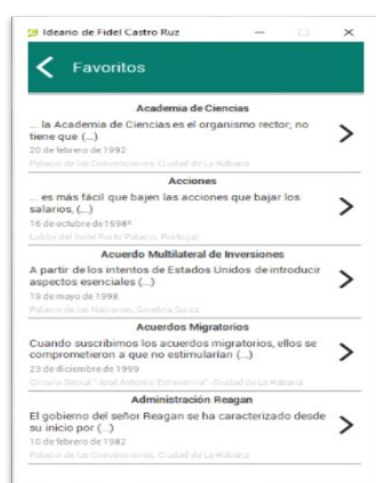 Ideario de Fidel Castro Ruz
Favoritos
Academia de Ciencias
... la Academia de Ciencias es el organismo rector, no
tiene que (...)
20 de febrero de 1992
Palacio de las Convenciones, Ciudad de La Habana
Acciones
... es más fácil que bajen las acciones que bajar los
salarios, (...)
16 de octubre de 1998
Lobby del hotel Porto Palacio, Portugal
Acuerdo Multilateral de Inversiones
A partir de los intentos de Estados Unidos de introducir
aspectos esenciales (...)
19 de mayo de 1998
Palacio de las Naciones, Ginebra, Suiza
Acuerdos Migratorios
Cuando suscribimos los acuerdos migratorios, ellos se
comprometieron a que no estimularían (...)
23 de diciembre de 1999
Círculo Social "José Antonio Echeverría", Ciudad de La Habana
Administración Reagan
El gobierno del señor Reagan se ha caracterizado desde
su inicio por (...)
10 de febrero de 1982
Palacio de las Convenciones, Ciudad de La Habana